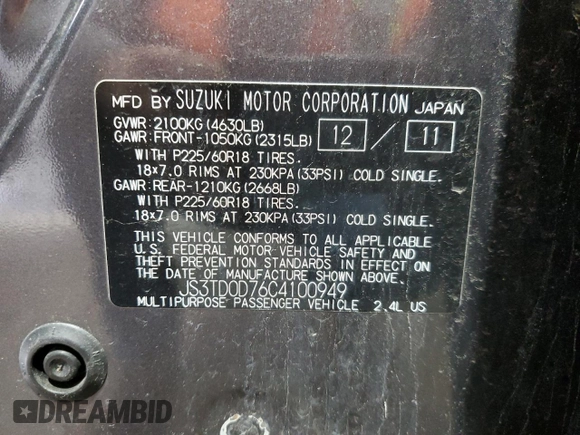 MFD BY SUZUKI MOTOR CORPORATION JAPAN
GVWR:2100KG(4630LB)
GAWR:FRONT-1050KG(2315LB) 12 / 11
WITH P225/60R18 TIRES.
18x7.0 RIMS AT 230KPA(33PSI) COLD SINGLE.
GAWR:REAR-1210KG(2668LB)
WITH P225/60R18 TIRES.
18x7.0 RIMS AT 230KPA(33PSI) COLD SINGLE.
THIS VEHICLE CONFORMS TO ALL APPLICABLE
U.S. FEDERAL MOTOR VEHICLE SAFETY AND
THEFT PREVENTION STANDARDS IN EFFECT ON
THE DATE OF MANUFACTURE SHOWN ABOVE.
JS3TD0D76C4100949
MULTIPURPOSE PASSENGER VEHICLE 2.4L US
DREAMBID